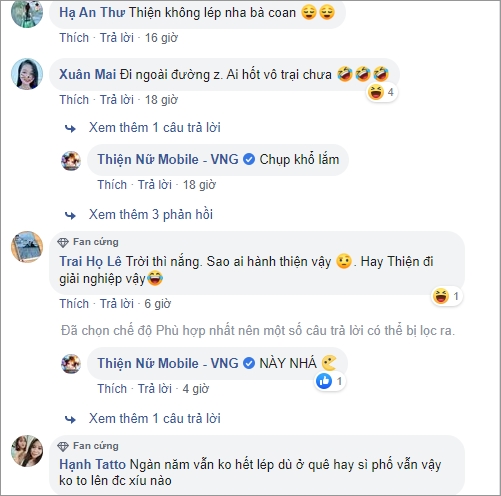 Hạ An Thư Thiện không lép nha bà coan 😌😌
Thích · Trả lời · 16 giờ
Xuân Mai Đi ngoài đường z. Ai hốt vô trại chưa 🤣🤣🤣
4
Thích · Trả lời · 18 giờ
Xem thêm 1 câu trả lời
Thiện Nữ Mobile - VNG Chụp khổ lắm
Thích · Trả lời · 18 giờ
Xem thêm 3 phản hồi
Fan cứng
Trai Họ Lê Trời thì nắng. Sao ai hành thiện vậy 🤨. Hay Thiện đi
giải nghiệp vậy😂
1
Thích · Trả lời · 6 giờ
Đã chọn chế độ Phù hợp nhất nên một số câu trả lời có thể bị lọc ra.
Thiện Nữ Mobile - VNG NÀY NHÁ
1
Thích · Trả lời · 4 giờ
Xem thêm 1 câu trả lời
Fan cứng
Hạnh Tatto Ngàn năm vẫn ko hết lép dù ở quê hay sì phố vẫn vậy
ko to lên đc xíu nào